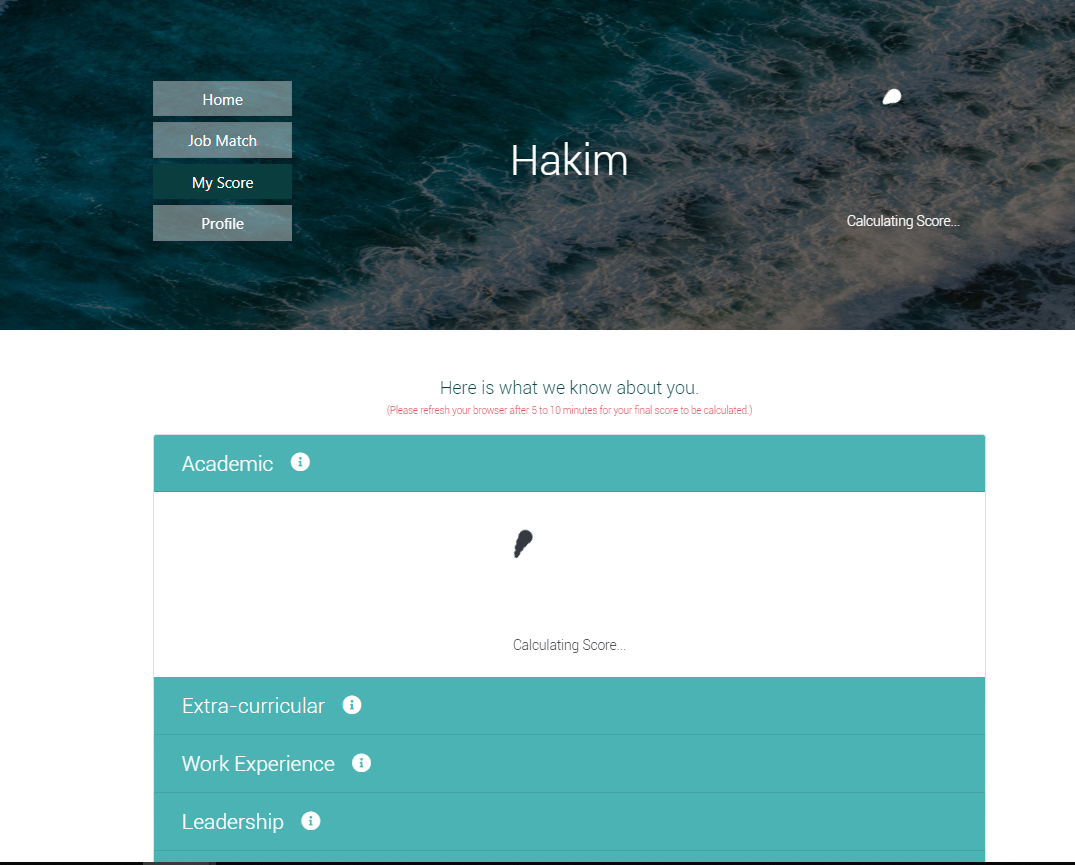 Home
Job Match
My Score
Profile
Hakim
Calculating Score...
Here is what we know about you.
(Please refresh your browser after 5 to 10 minutes for your final score to be calculated.)
Academic
Calculating Score...
Extra-curricular
Work Experience
Leadership